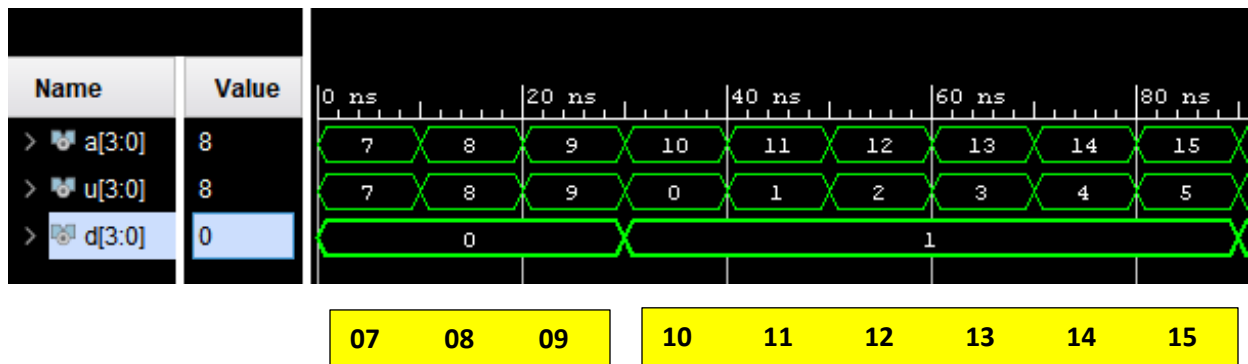 Name Value 0 ns 20 ns 40 ns 60 ns 80 ns
a[3:0] 8 7 8 9 10 11 12 13 14 15
u[3:0] 8 7 8 9 0 1 2 3 4 5
d[3:0] 0 0 1
07 08 09 10 11 12 13 14 15